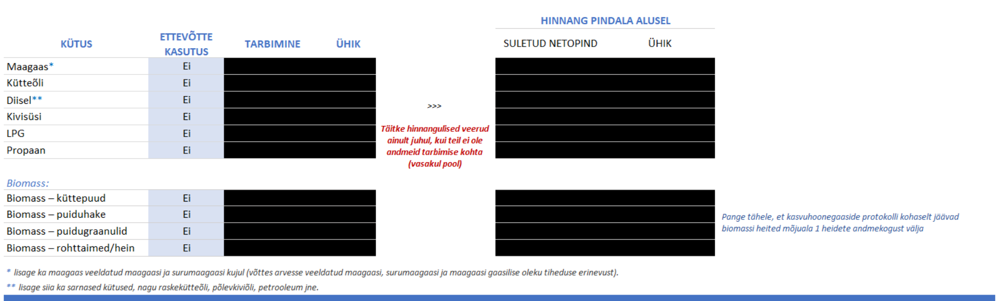 HINNANG PINDALA ALUSEL
KÜTUS ETTEVÕTTE KASUTUS TARBIMINE ÜHIK SULETUD NETOPIND ÜHIK
Maagaas* Ei
Kütteõli Ei
Diisel** Ei
Kivisüsi Ei
LPG Ei
Propaan Ei
>>>
Täitke hinnangulised veerud
ainult juhul, kui teil ei ole
andmeid tarbimise kohta
(vasakul pool)
Biomass:
Biomass – küttepuud Ei
Biomass – puiduhake Ei
Biomass – puidugraanulid Ei
Biomass – rohttaimed/hein Ei
Pange tähele, et kasvuhoonegaaside protokolli kohaselt jäävad
biomassi heited mõjuala 1 heidete andmekogust välja
* lisage ka maagaas veeldatud maagaasi ja surumaagaasi kujul (võttes arvesse veeldatud maagaasi, surumaagaasi ja maagaasi gaasilise oleku tiheduse erinevust).
** lisage siia ka sarnased kütused, nagu raskekütteõli, põlevkiviõli, petrooleum jne.